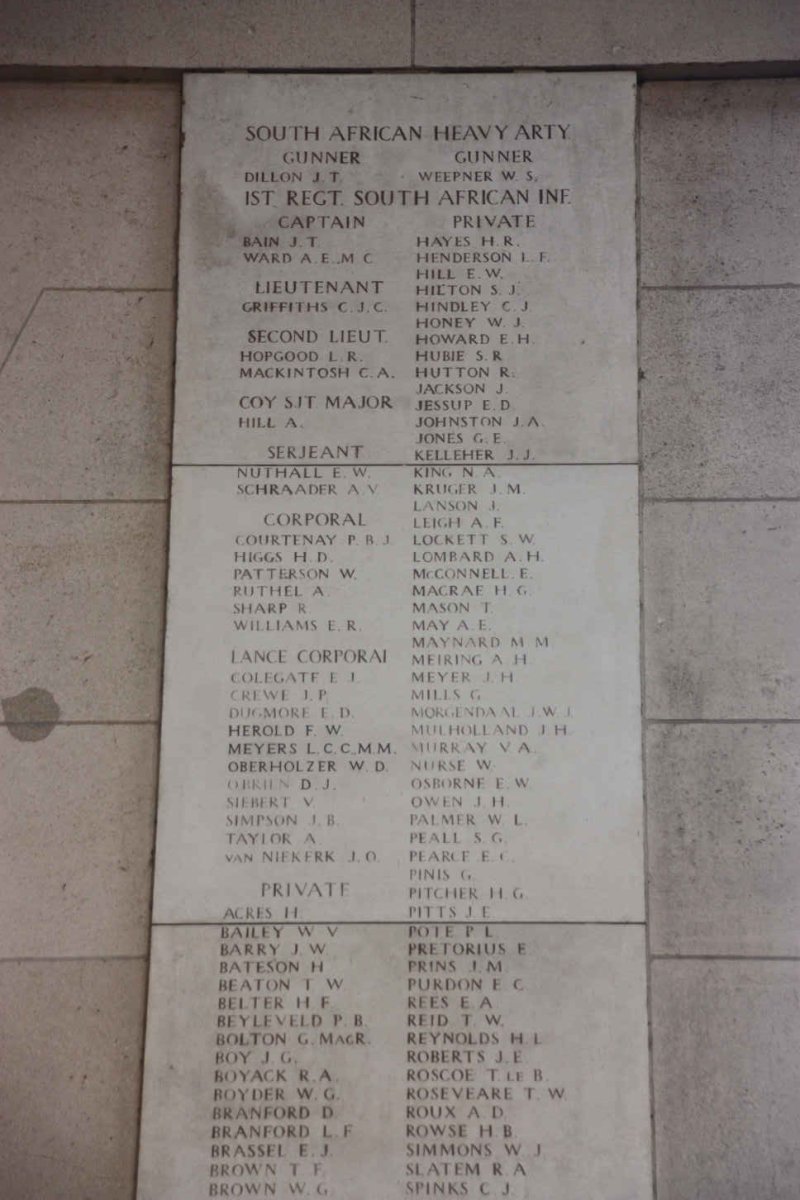 SOUTH AFRICAN HEAVY ARTY.
GUNNER
DILLON J. T.
GUNNER
WEEPNER W. S.
1ST. REGT. SOUTH AFRICAN INF.
CAPTAIN
BAIN J. T.
WARD A. E., M. C.
LIEUTENANT
GRIFFITHS C. J. C.
SECOND LIEUT.
HOPGOOD L. R.
MACKINTOSH C. A.
COY SJT. MAJOR
HILL A.
SERJEANT
NUTHALL E. W.
SCHRAADER A. V.
CORPORAL
COURTENAY P. B. J.
HIGGS H. D.
PATTERSON W.
RUTHEL A.
SHARP R.
WILLIAMS E. R.
LANCE CORPORAL
COLEGATE E. J.
CREWE J. P.
DUGMORE E. D.
HEROLD F. W.
MEYERS L. C. C., M.M.
OBERHOLZER W. D.
O'BRIEN D. J.
SIEBERT V.
SIMPSON J. B.
TAYLOR A.
VAN NIEKERK J. O.
PRIVATE
ACRES H.
BAILEY W. V.
BARRY J. W.
BATESON H.
BEATON T. W.
BELTER H. F.
BEYLEVELD P. B.
BOLTON G. MACR.
BOY J. G.
BOYACK R. A.
BOYDER W. G.
BRANFORD D.
BRANFORD L. F.
BRASSEL E. J.
BROWN T. F.
BROWN W. G.
PRIVATE
HAYES H. R.
HENDERSON L. F.
HILL E. W.
HILTON S. J.
HINDLEY C. J.
HONEY W. J.
HOWARD E. H.
HUBIE S. R.
HUTTON R.
JACKSON J.
JESSUP E. D.
JOHNSTON J. A.
JONES G. E.
KELLEHER J. J.
KING N. A.
KRUGER J. M.
LANSON J.
LEIGH A. F.
LOCKETT S. W.
LOMBARD A. H.
McCONNELL E.
MACRAE H. G.
MASON T.
MAY A. E.
MAYNARD M. M.
MEIRING A. H.
MEYER J. H.
MILLS G.
MORGENDAAL J. W. J.
MULHOLLAND J. H.
MURRAY V. A.
NURSE W.
OSBORNE E. W.
OWEN J. H.
PALMER W. L.
PEALL S. G.
PEARCE E. C.
PINIS G.
PITCHER H. G.
PITTS J. E.
POTE P. L.
PRETORIUS E.
PRINS J. M.
PURDON E. C.
REES E. A.
REID T. W.
REYNOLDS H. L.
ROBERTS J. E.
ROSCOE T. LE B.
ROSEVEARE T. W.
ROUX A. D.
ROWSE H. B.
SIMMONS W. J.
SLATEM R. A.
SPINKS C. J.